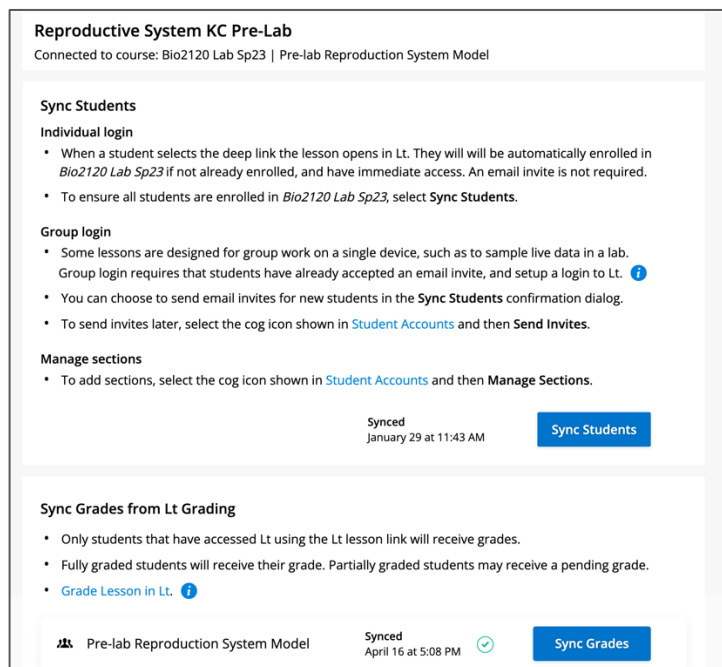 Reproductive System KC Pre-Lab
Connected to course: Bio2120 Lab Sp23 | Pre-lab Reproduction System Model
Sync Students
Individual login
• When a student selects the deep link the lesson opens in Lt. They will will be automatically enrolled in
Bio2120 Lab Sp23 if not already enrolled, and have immediate access. An email invite is not required.
• To ensure all students are enrolled in Bio2120 Lab Sp23, select Sync Students.
Group login
• Some lessons are designed for group work on a single device, such as to sample live data in a lab.
Group login requires that students have already accepted an email invite, and setup a login to Lt. i
• You can choose to send email invites for new students in the Sync Students confirmation dialog.
• To send invites later, select the cog icon shown in Student Accounts and then Send Invites.
Manage sections
• To add sections, select the cog icon shown in Student Accounts and then Manage Sections.
Synced
January 29 at 11:43 AM
Sync Students
Sync Grades from Lt Grading
• Only students that have accessed Lt using the Lt lesson link will receive grades.
• Fully graded students will receive their grade. Partially graded students may receive a pending grade.
• Grade Lesson in Lt. i
Pre-lab Reproduction System Model
Synced
April 16 at 5:08 PM
Sync Grades